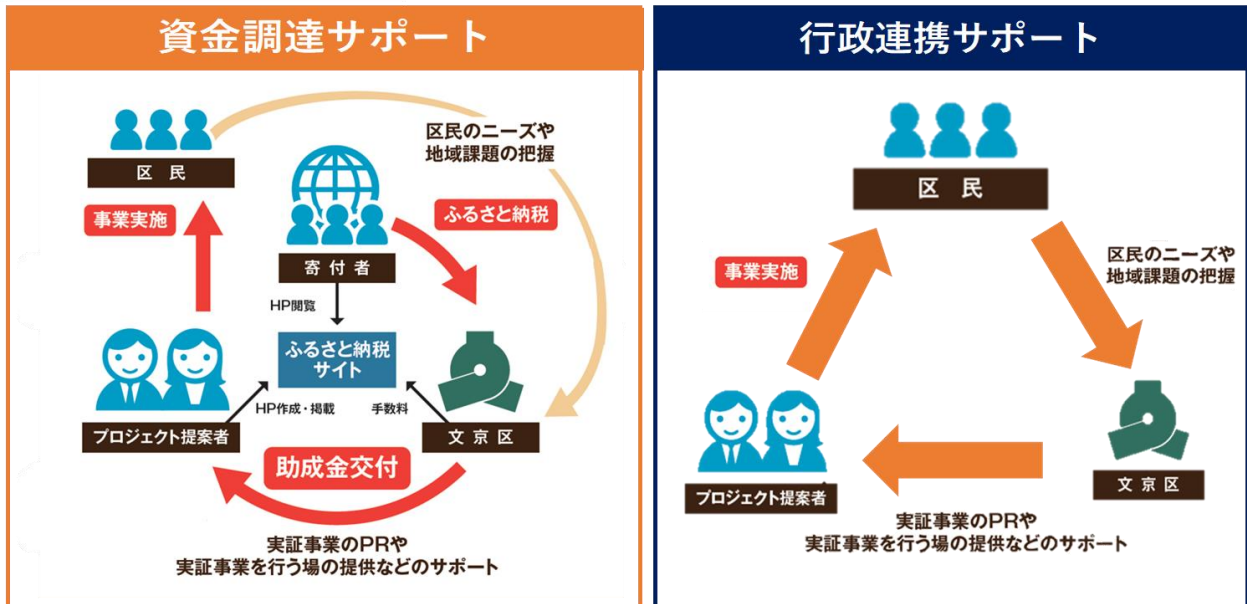 資金調達サポート
区民
区民のニーズや
地域課題の把握
事業実施
ふるさと納税
寄付者
HP閲覧
ふるさと納税
サイト
HP作成・掲載
手数料
プロジェクト提案者
文京区
助成金交付
実証事業のPRや
実証事業を行う場の提供などのサポート
行政連携サポート
区民
区民のニーズや
地域課題の把握
事業実施
プロジェクト提案者
文京区
実証事業のPRや
実証事業を行う場の提供などのサポート